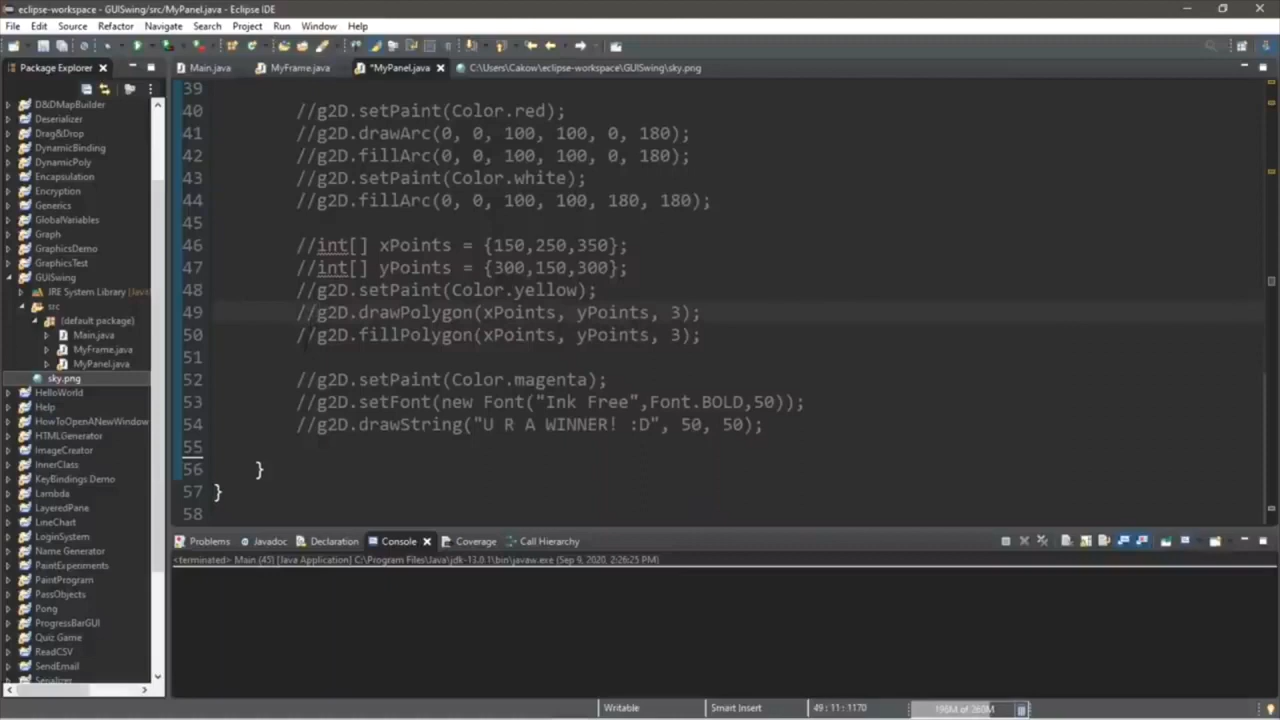 eclipse-workspace - GUISwing/src/MyPanel.java - Eclipse IDE
File Edit Source Refactor Navigate Search Project Run Window Help
Package Explorer
Main.java MyFrame.java *MyPanel.java C:\Users\Cakow\eclipse-workspace\GUISwing\sky.png
D&DMapBuilder
Deserializer
Drag&Drop
DynamicBinding
DynamicPoly
Encapsulation
Encryption
Generics
GlobalVariables
Graph
GraphicsDemo
GraphicsTest
GUISwing
JRE System Library [JavaS
src
(default package)
Main.java
MyFrame.java
MyPanel.java
sky.png
HelloWorld
Help
HowToOpenANewWindow
HTMLGenerator
ImageCreator
InnerClass
KeyBindings Demo
Lambda
LayeredPane
LineChart
LoginSystem
Name Generator
PaintExperiments
PaintProgram
PassObjects
Pong
ProgressBarGUI
Quiz Game
ReadCSV
SendEmail
Serializer
39
40 //g2D.setPaint(Color.red);
41 //g2D.drawArc(0, 0, 100, 100, 0, 180);
42 //g2D.fillArc(0, 0, 100, 100, 0, 180);
43 //g2D.setPaint(Color.white);
44 //g2D.fillArc(0, 0, 100, 100, 180, 180);
45
46 //int[] xPoints = {150,250,350};
47 //int[] yPoints = {300,150,300};
48 //g2D.setPaint(Color.yellow);
49 //g2D.drawPolygon(xPoints, yPoints, 3);
50 //g2D.fillPolygon(xPoints, yPoints, 3);
51
52 //g2D.setPaint(Color.magenta);
53 //g2D.setFont(new Font("Ink Free",Font.BOLD,50));
54 //g2D.drawString("U R A WINNER! :D", 50, 50);
55
56 }
57 }
58
Problems Javadoc Declaration Console Coverage Call Hierarchy
<terminated> Main (45) [Java Application] C:\Program Files\Java\jdk-13.0.1\bin\javaw.exe (Sep 9, 2020, 2:26:25 PM)
Writable Smart Insert 49 : 11 : 1170 198M of 260M